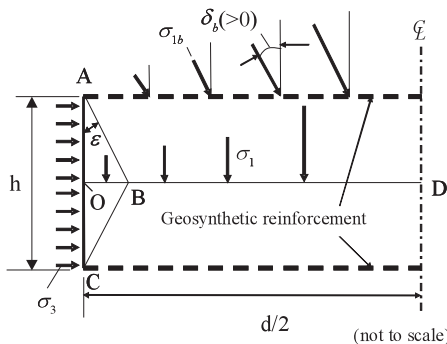 δb(>0)
σ1b
℄
A
ε
h
σ1
O
B
D
Geosynthetic reinforcement
C
σ3
d/2
(not to scale)